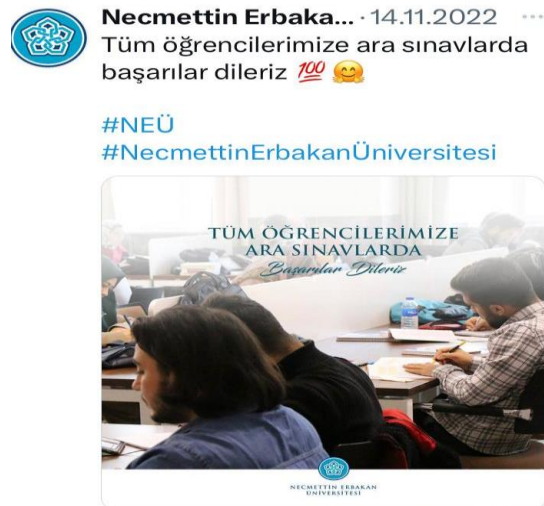 Necmettin Erbaka... · 14.11.2022 ...
Tüm öğrencilerimize ara sınavlarda
başarılar dileriz 💯 🤗
#NEÜ
#NecmettinErbakanÜniversitesi
TÜM ÖĞRENCİLERİMİZE
ARA SINAVLARDA
Başarılar Dileriz
NECMETTİN ERBAKAN
ÜNİVERSİTESİ